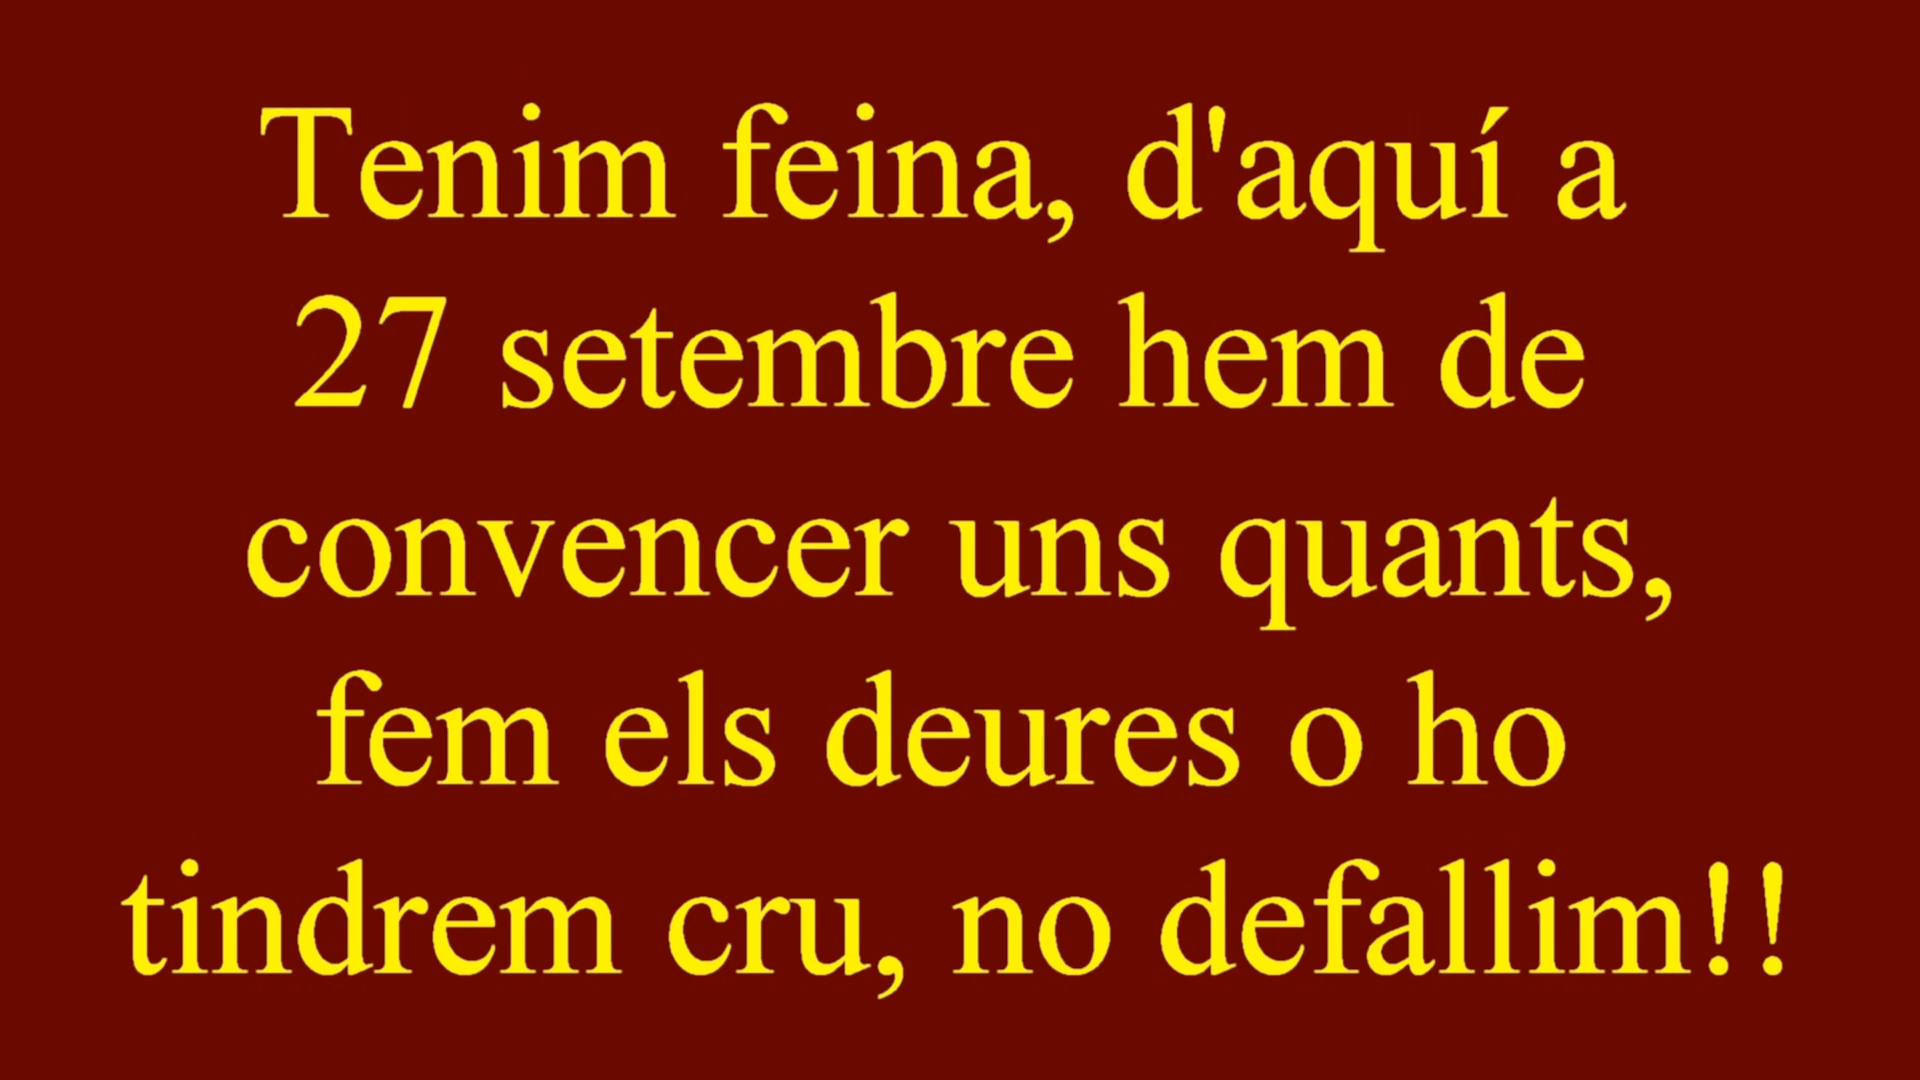 Tenim feina, d'aquí a
27 setembre hem de
convencer uns quants,
fem els deures o ho
tindrem cru, no defallim!!